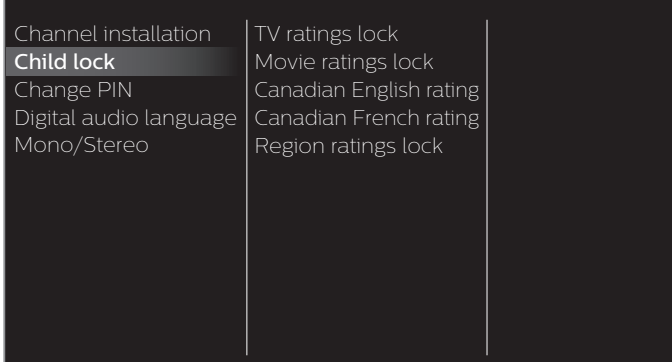 Channel installation
Child lock
Change PIN
Digital audio language
Mono/Stereo
TV ratings lock
Movie ratings lock
Canadian English rating
Canadian French rating
Region ratings lock